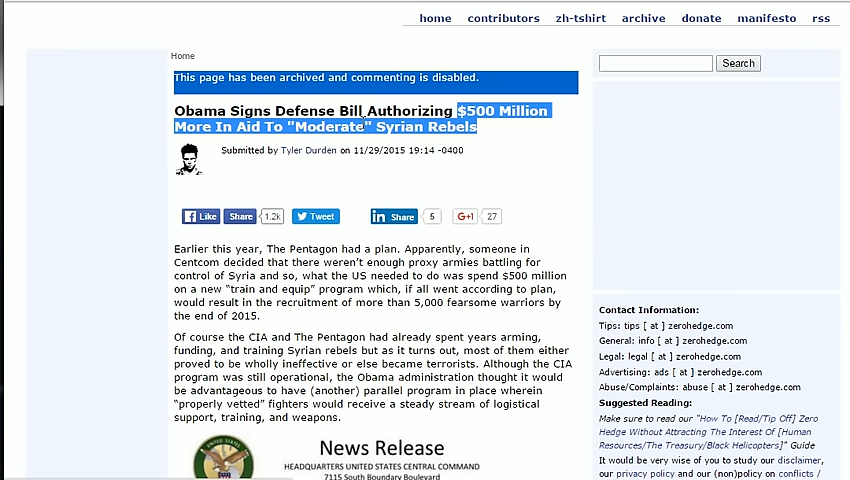 home contributors zh-tshirt archive donate manifesto rss
Home
Search
This page has been archived and commenting is disabled.
Obama Signs Defense Bill Authorizing $500 Million
More In Aid To "Moderate" Syrian Rebels
Submitted by Tyler Durden on 11/29/2015 19:14 -0400
Like Share 1.2k Tweet Share 5 G+1 27
Earlier this year, The Pentagon had a plan. Apparently, someone in
Centcom decided that there weren't enough proxy armies battling for
control of Syria and so, what the US needed to do was spend $500 million
on a new “train and equip” program which, if all went according to plan,
would result in the recruitment of more than 5,000 fearsome warriors by
the end of 2015.
Of course the CIA and The Pentagon had already spent years arming,
funding, and training Syrian rebels but as it turns out, most of them either
proved to be wholly ineffective or else became terrorists. Although the CIA
program was still operational, the Obama administration thought it would
be advantageous to have (another) parallel program in place wherein
“properly vetted” fighters would receive a steady stream of logistical
support, training, and weapons.
News Release
HEADQUARTERS UNITED STATES CENTRAL COMMAND
7115 South Boundary Boulevard
Contact Information:
Tips: tips [ at ] zerohedge.com
General: info [ at ] zerohedge.com
Legal: legal [ at ] zerohedge.com
Advertising: ads [ at ] zerohedge.com
Abuse/Complaints: abuse [ at ] zerohedge.com
Suggested Reading:
Make sure to read our "How To [Read/Tip Off] Zero
Hedge Without Attracting The Interest Of [Human
Resources/The Treasury/Black Helicopters]" Guide
It would be very wise of you to study our disclaimer,
our privacy policy and our (non)policy on conflicts /